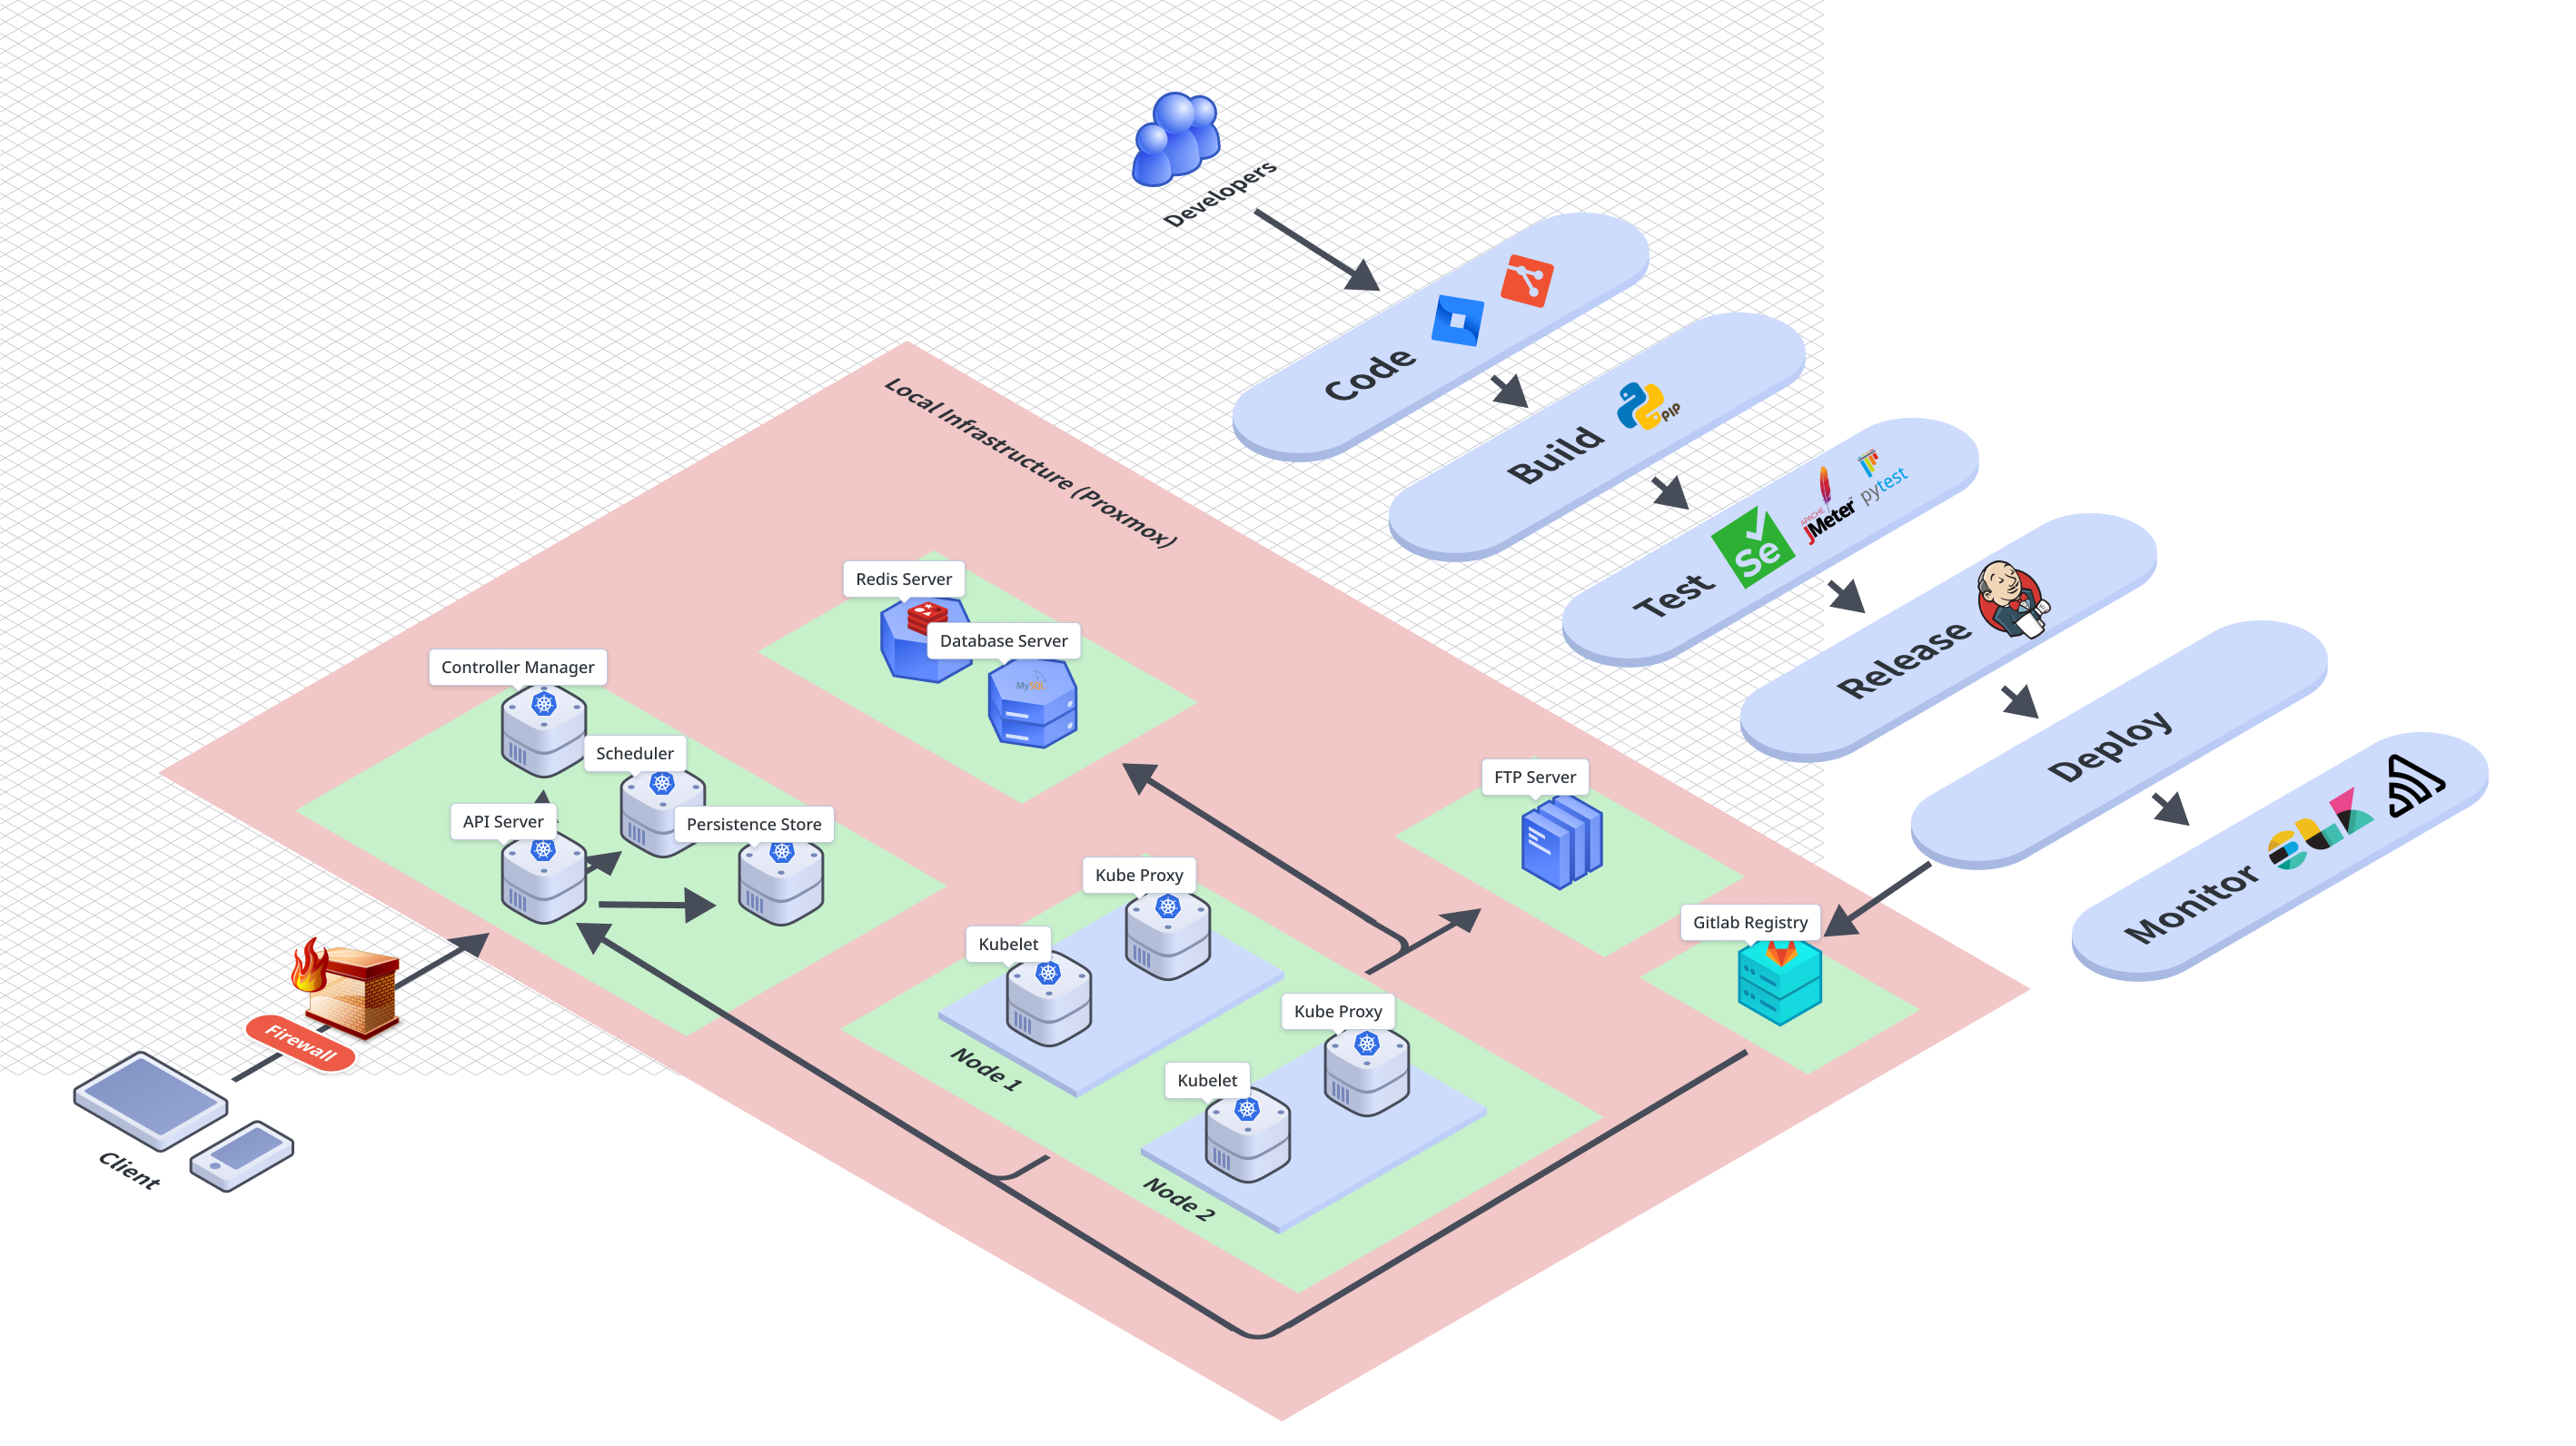 Developers
Code
Build
PIP
Test
Se
APACHE
JMeter
pytest
Release
Deploy
Monitor
Local Infrastructure (Proxmox)
Redis Server
Database Server
MySQL
Controller Manager
Scheduler
API Server
Persistence Store
FTP Server
Gitlab Registry
Kube Proxy
Kubelet
Node 1
Kube Proxy
Kubelet
Node 2
Firewall
Client